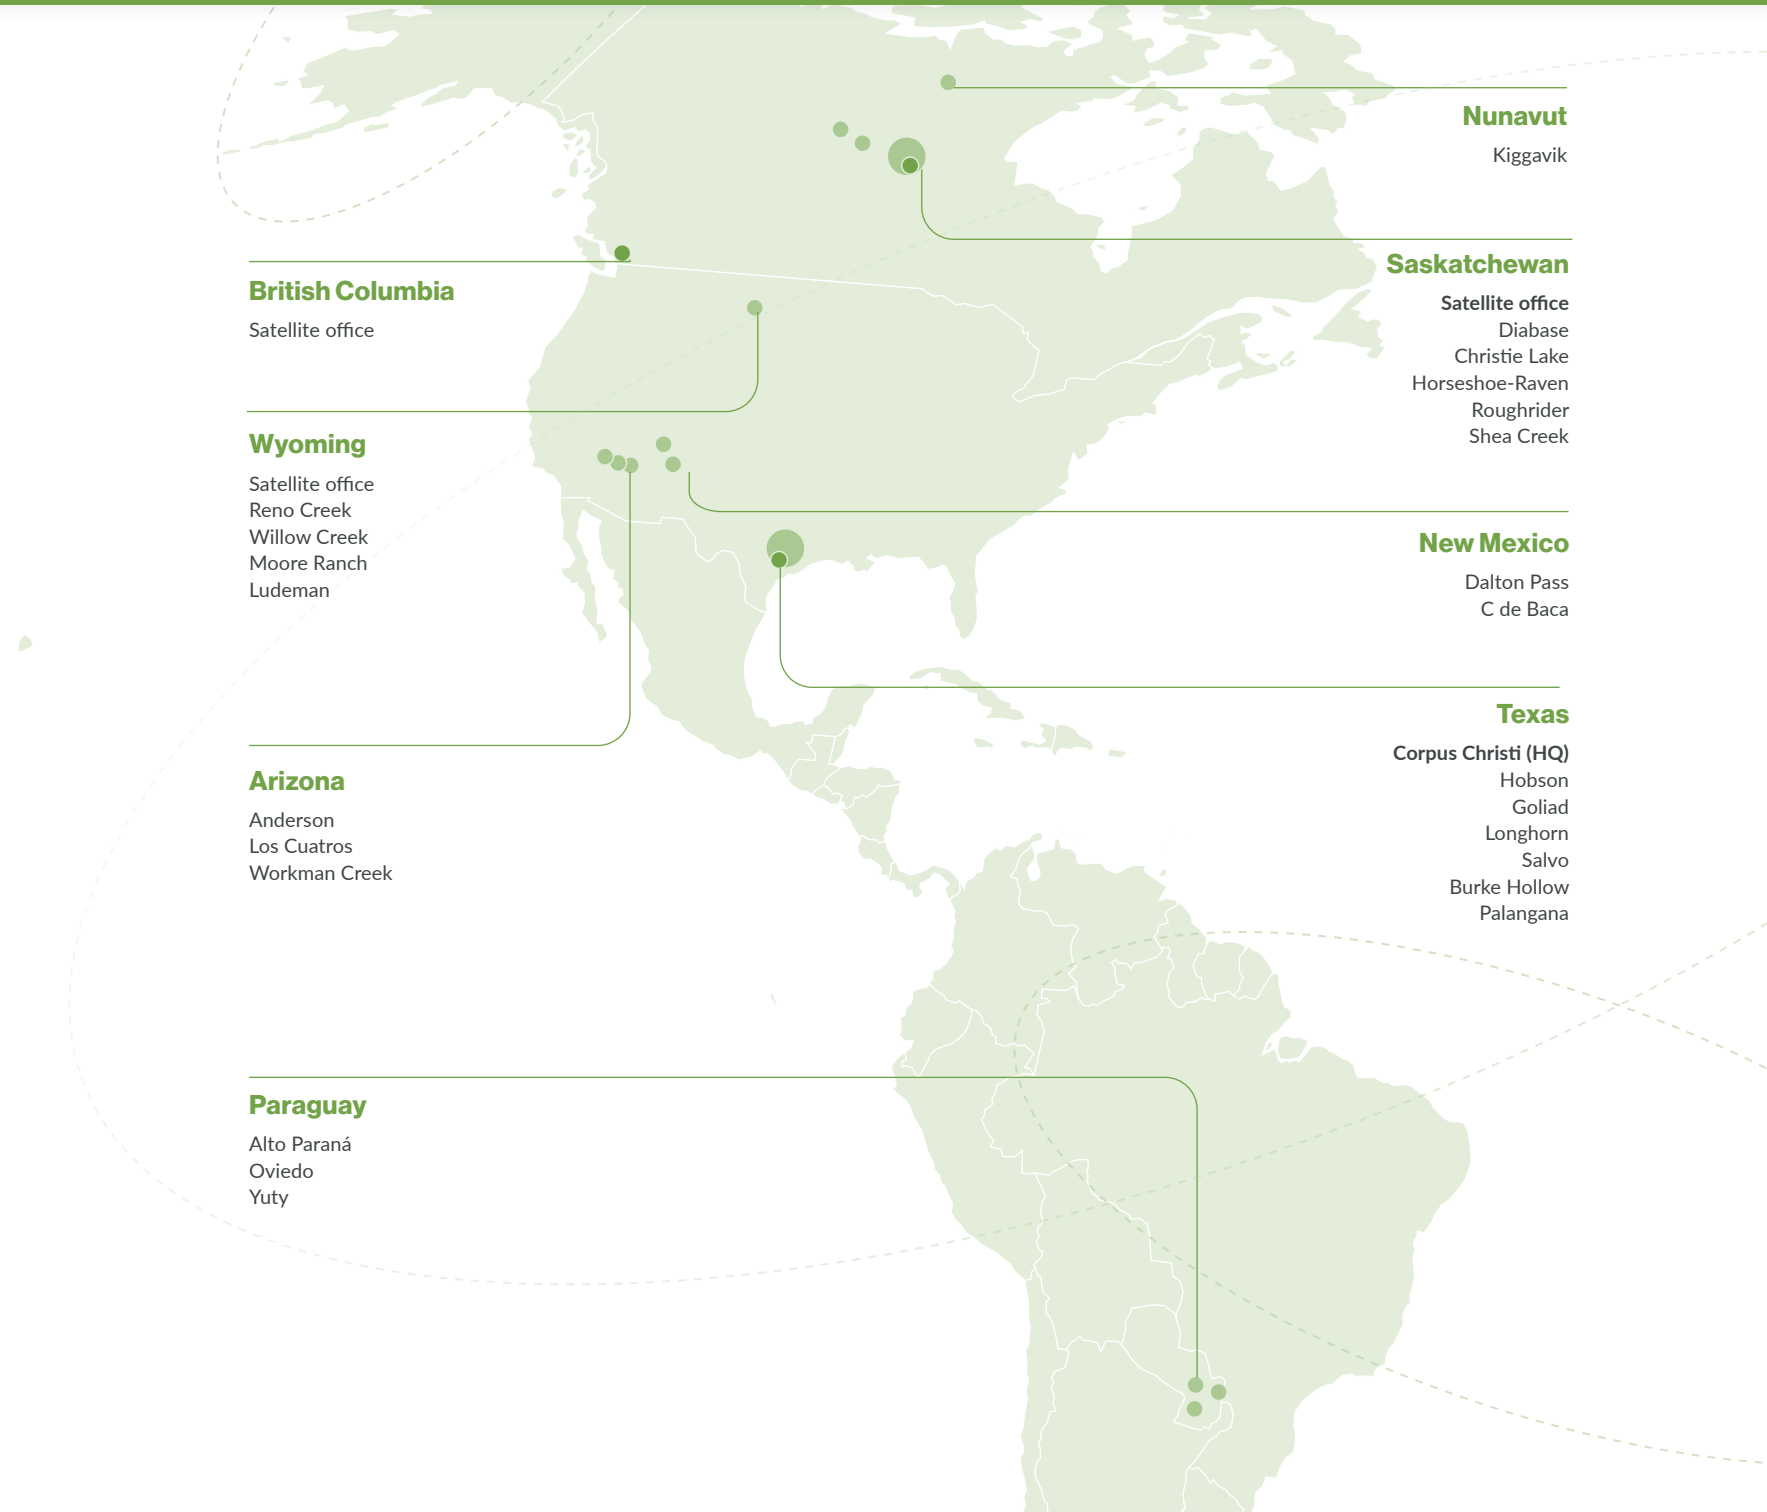 Nunavut
Kiggavik
Saskatchewan
Satellite office
Diabase
Christie Lake
Horseshoe-Raven
Roughrider
Shea Creek
British Columbia
Satellite office
Wyoming
Satellite office
Reno Creek
Willow Creek
Moore Ranch
Ludeman
New Mexico
Dalton Pass
C de Baca
Texas
Corpus Christi (HQ)
Hobson
Goliad
Longhorn
Salvo
Burke Hollow
Palangana
Arizona
Anderson
Los Cuatros
Workman Creek
Paraguay
Alto Paraná
Oviedo
Yuty